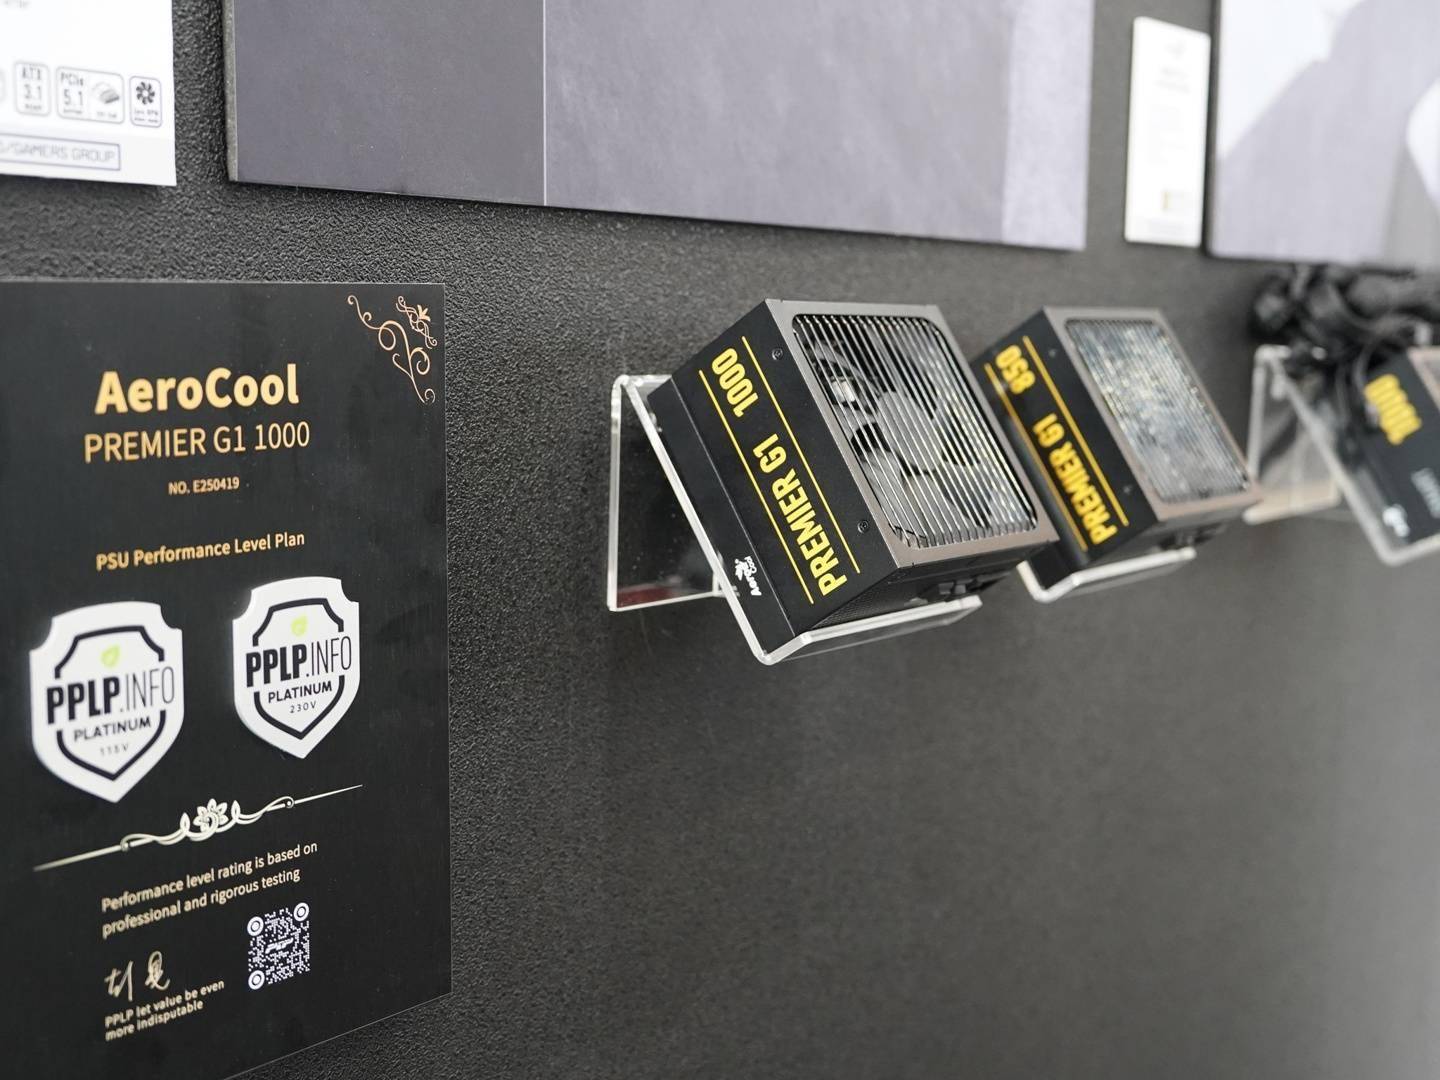 ATX
3.1
PCIe
5.1
/GAMERS GROUP
AeroCool
PREMIER G1 1000
NO. E250419
PSU Performance Level Plan
PPLP.INFO
PLATINUM
115V
PPLP.INFO
PLATINUM
230V
Performance level rating is based on
professional and rigorous testing
PPLP let value be even
more indisputable
PREMIER G1 1000
AeroCool
PREMIER G1 850
1000